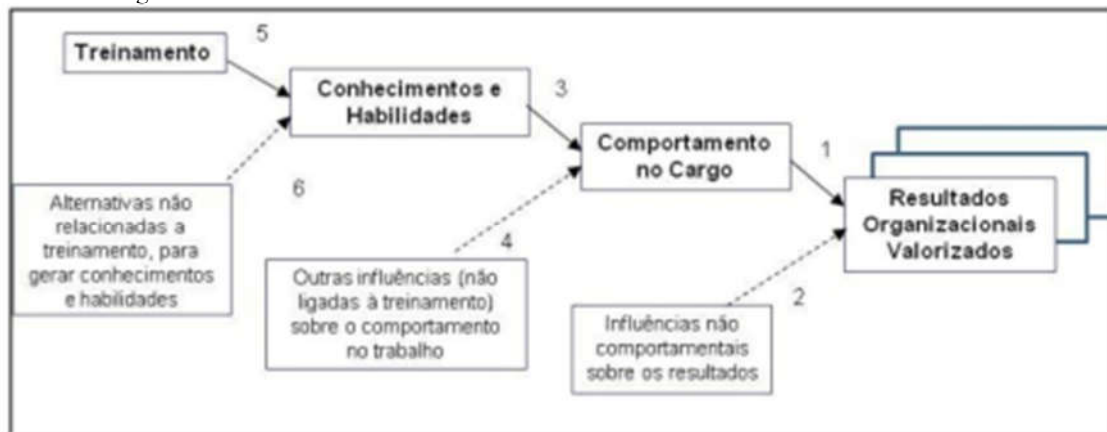 Treinamento
5
Conhecimentos e
Habilidades
3
Comportamento
no Cargo
1
Resultados
Organizacionais
Valorizados
Alternativas não
relacionadas a
treinamento, para
gerar conhecimentos
e habilidades
6
Outras influências (não
ligadas à treinamento)
sobre o comportamento
no trabalho
4
Influências não
comportamentais
sobre os resultados
2